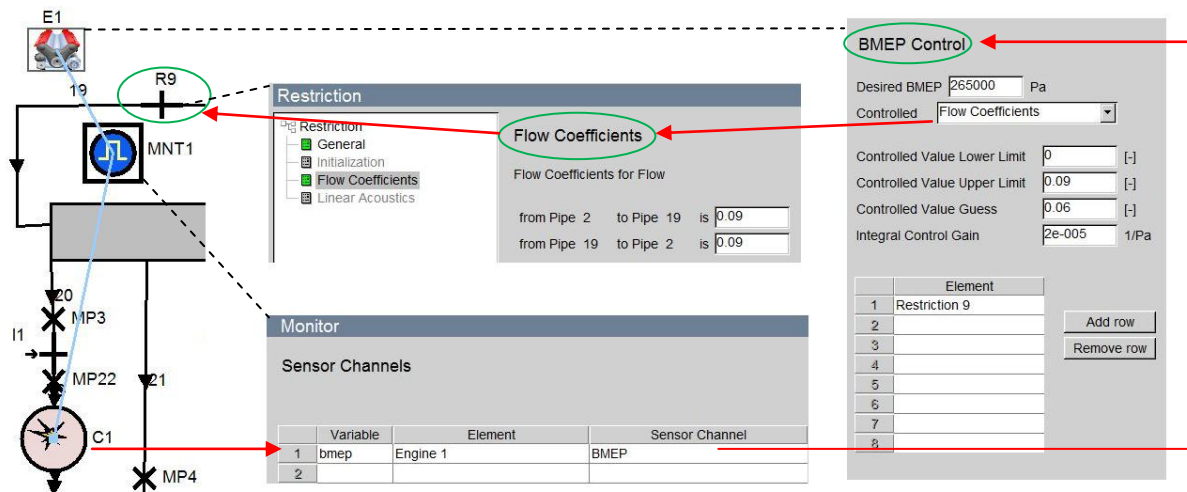 E1
19
R9
MNT1
20
MP3
I1
MP22
21
C1
MP4
Restriction
Restriction
General
Initialization
Flow Coefficients
Linear Acoustics
Flow Coefficients
Flow Coefficients for Flow
from Pipe 2 to Pipe 19 is 0.09
from Pipe 19 to Pipe 2 is 0.09
Monitor
Sensor Channels
Variable Element Sensor Channel
1 bmep Engine 1 BMEP
2
BMEP Control
Desired BMEP 265000 Pa
Controlled Flow Coefficients
Controlled Value Lower Limit 0 [-]
Controlled Value Upper Limit 0.09 [-]
Controlled Value Guess 0.06 [-]
Integral Control Gain 2e-005 1/Pa
Element
1 Restriction 9
2
3
4
5
6
7
8
Add row
Remove row